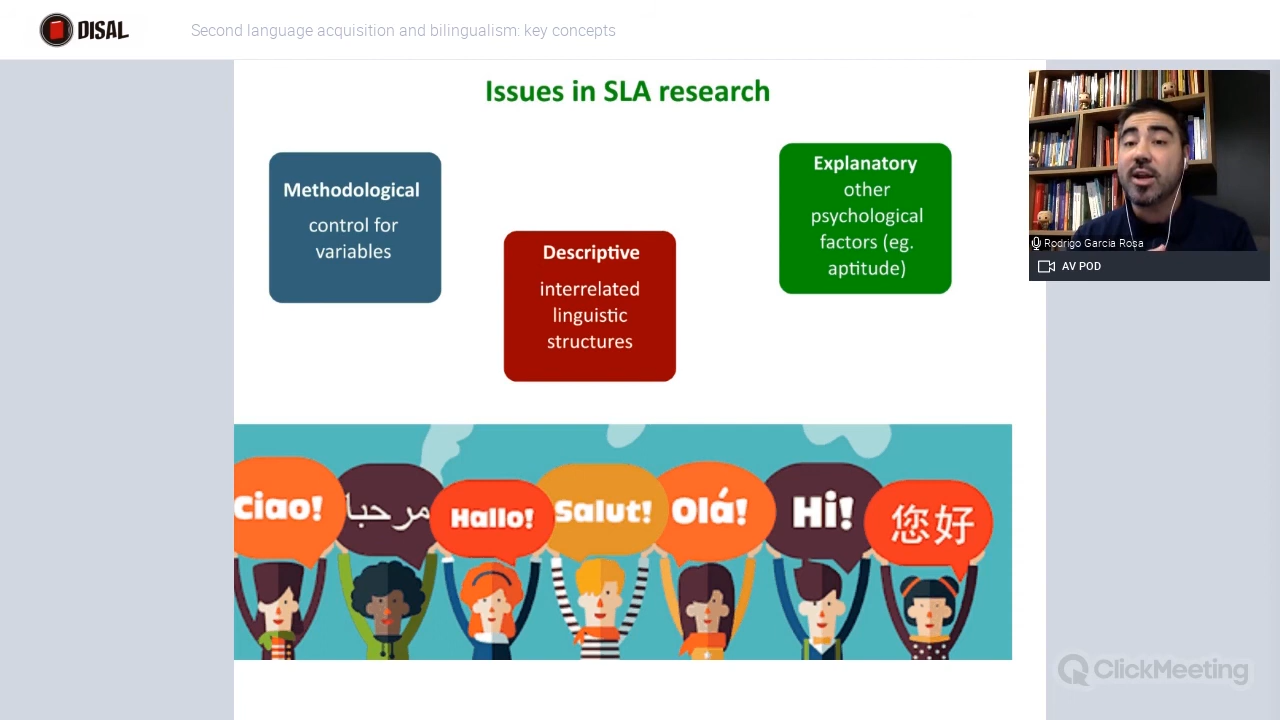 DISAL
Second language acquisition and bilingualism: key concepts
Issues in SLA research
Methodological
control for
variables
Descriptive
interrelated
linguistic
structures
Explanatory
other
psychological
factors (eg.
aptitude)
Rodrigo Garcia Rosa
AV POD
Ciao!
مرحبا
Hallo!
Salut!
Olá!
Hi!
您好
ClickMeeting